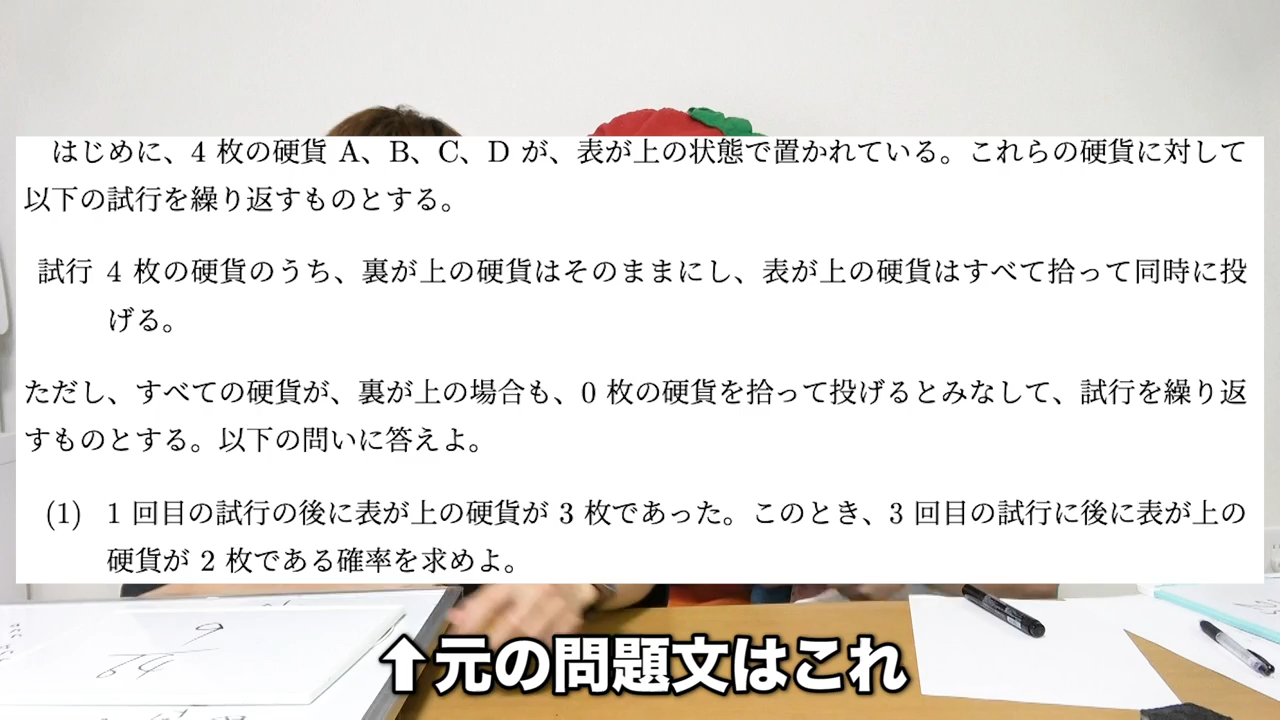 はじめに、4 枚の硬貨 A、B、C、D が、表が上の状態で置かれている。これらの硬貨に対して
以下の試行を繰り返すものとする。
試行 4 枚の硬貨のうち、裏が上の硬貨はそのままにし、表が上の硬貨はすべて拾って同時に投
げる。
ただし、すべての硬貨が、裏が上の場合も、0 枚の硬貨を拾って投げるとみなして、試行を繰り返
すものとする。以下の問いに答えよ。
(1) 1 回目の試行の後に表が上の硬貨が 3 枚であった。このとき、3 回目の試行に後に表が上の
硬貨が 2 枚である確率を求めよ。
9
64
⬆元の問題文はこれ